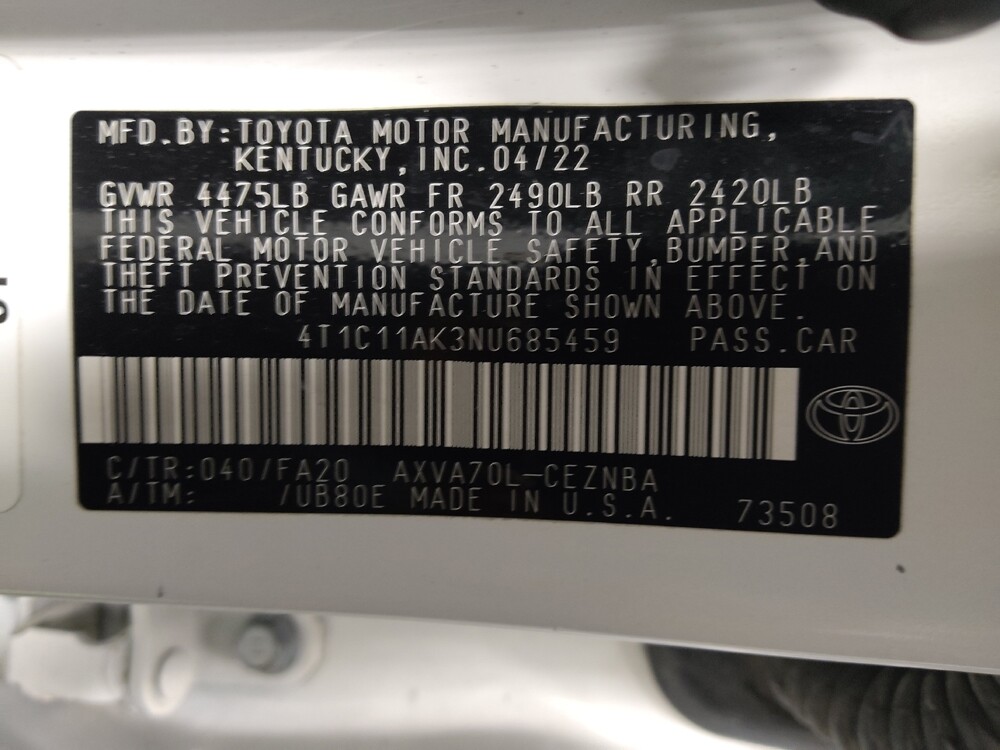 MFD.BY:TOYOTA MOTOR MANUFACTURING,
KENTUCKY,INC.04/22
GVWR 4475LB GAWR FR 2490LB RR 2420LB
THIS VEHICLE CONFORMS TO ALL APPLICABLE
FEDERAL MOTOR VEHICLE SAFETY,BUMPER,AND
THEFT PREVENTION STANDARDS IN EFFECT ON
THE DATE OF MANUFACTURE SHOWN ABOVE.
4T1C11AK3NU685459 PASS.CAR
C/TR:040/FA20 AXVA70L-CEZNBA
A/TM: /UB80E MADE IN U.S.A. 73508